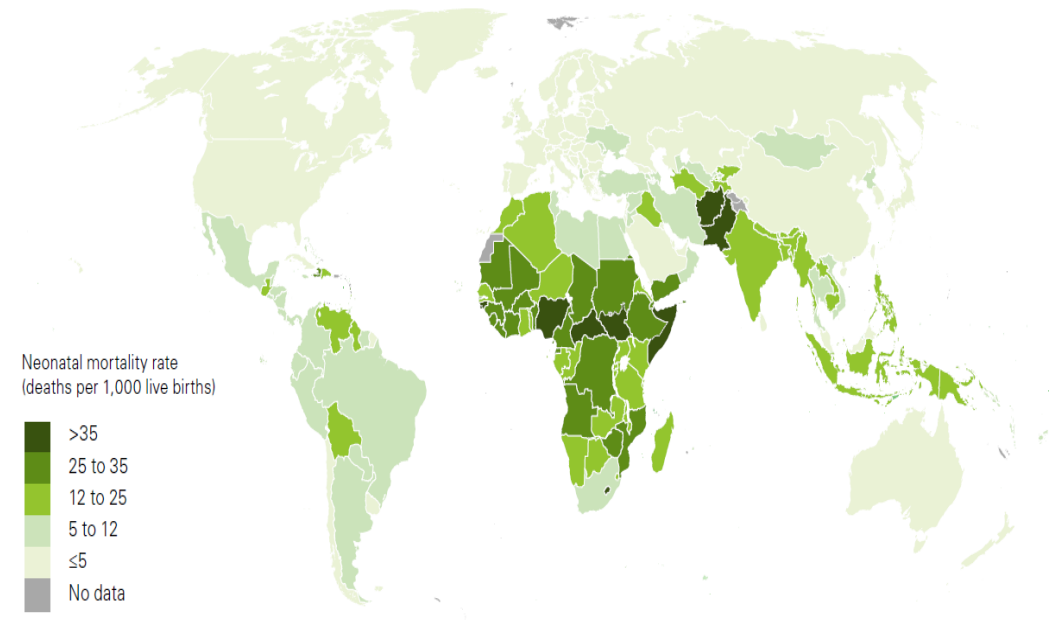 Neonatal mortality rate
(deaths per 1,000 live births)
>35
25 to 35
12 to 25
5 to 12
≤5
No data